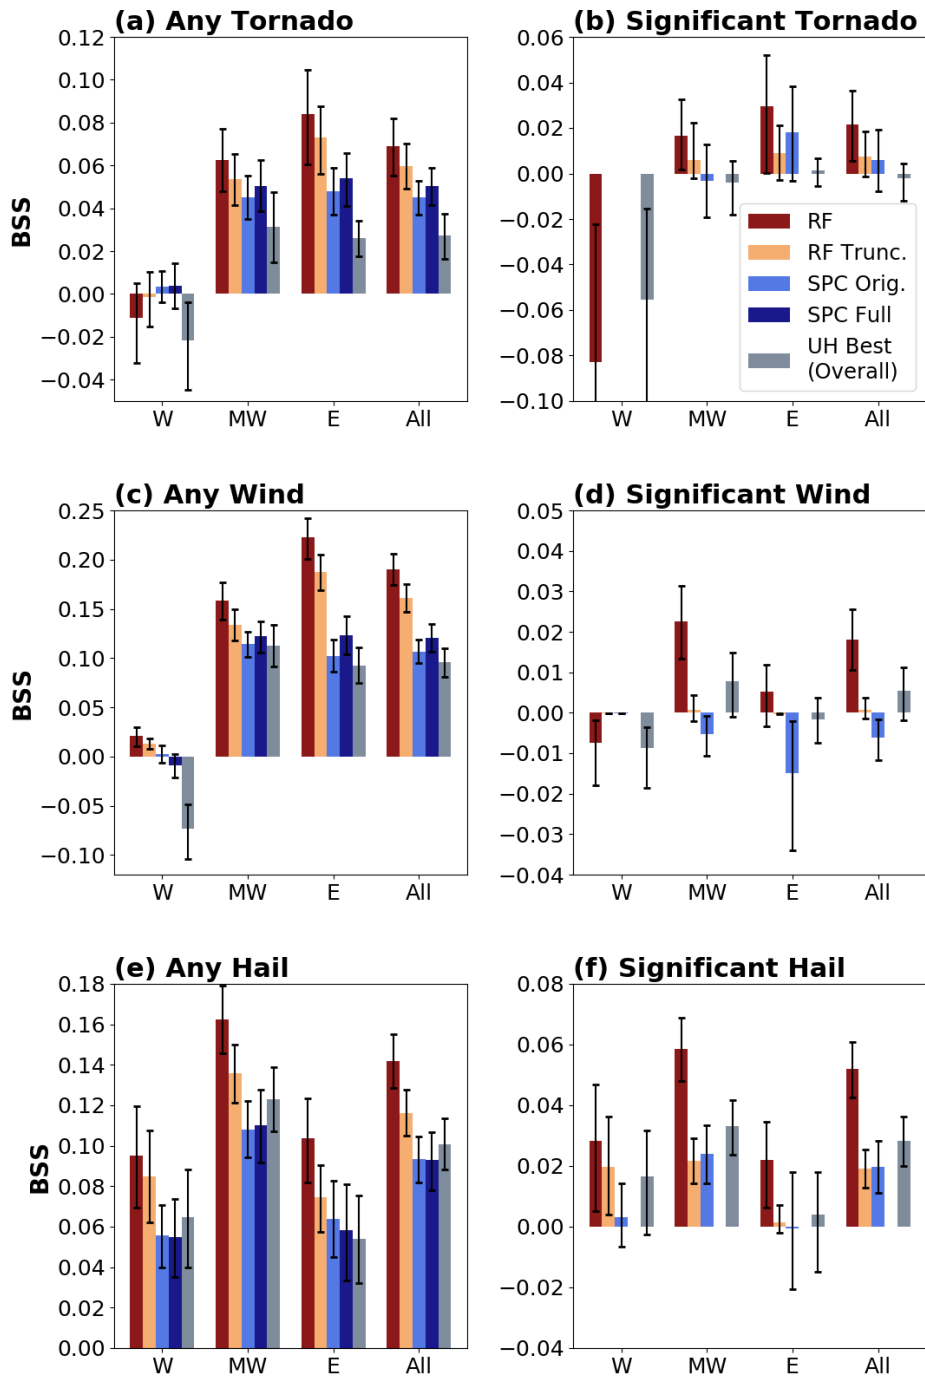 (a) Any Tornado
BSS
0.12
0.10
0.08
0.06
0.04
0.02
0.00
−0.02
−0.04
W MW E All
(b) Significant Tornado
0.06
0.04
0.02
0.00
−0.02
−0.04
−0.06
−0.08
−0.10
RF
RF Trunc.
SPC Orig.
SPC Full
UH Best
(Overall)
W MW E All
(c) Any Wind
BSS
0.25
0.20
0.15
0.10
0.05
0.00
−0.05
−0.10
W MW E All
(d) Significant Wind
0.05
0.04
0.03
0.02
0.01
0.00
−0.01
−0.02
−0.03
−0.04
W MW E All
(e) Any Hail
BSS
0.18
0.16
0.14
0.12
0.10
0.08
0.06
0.04
0.02
0.00
W MW E All
(f) Significant Hail
0.08
0.06
0.04
0.02
0.00
−0.02
−0.04
W MW E All